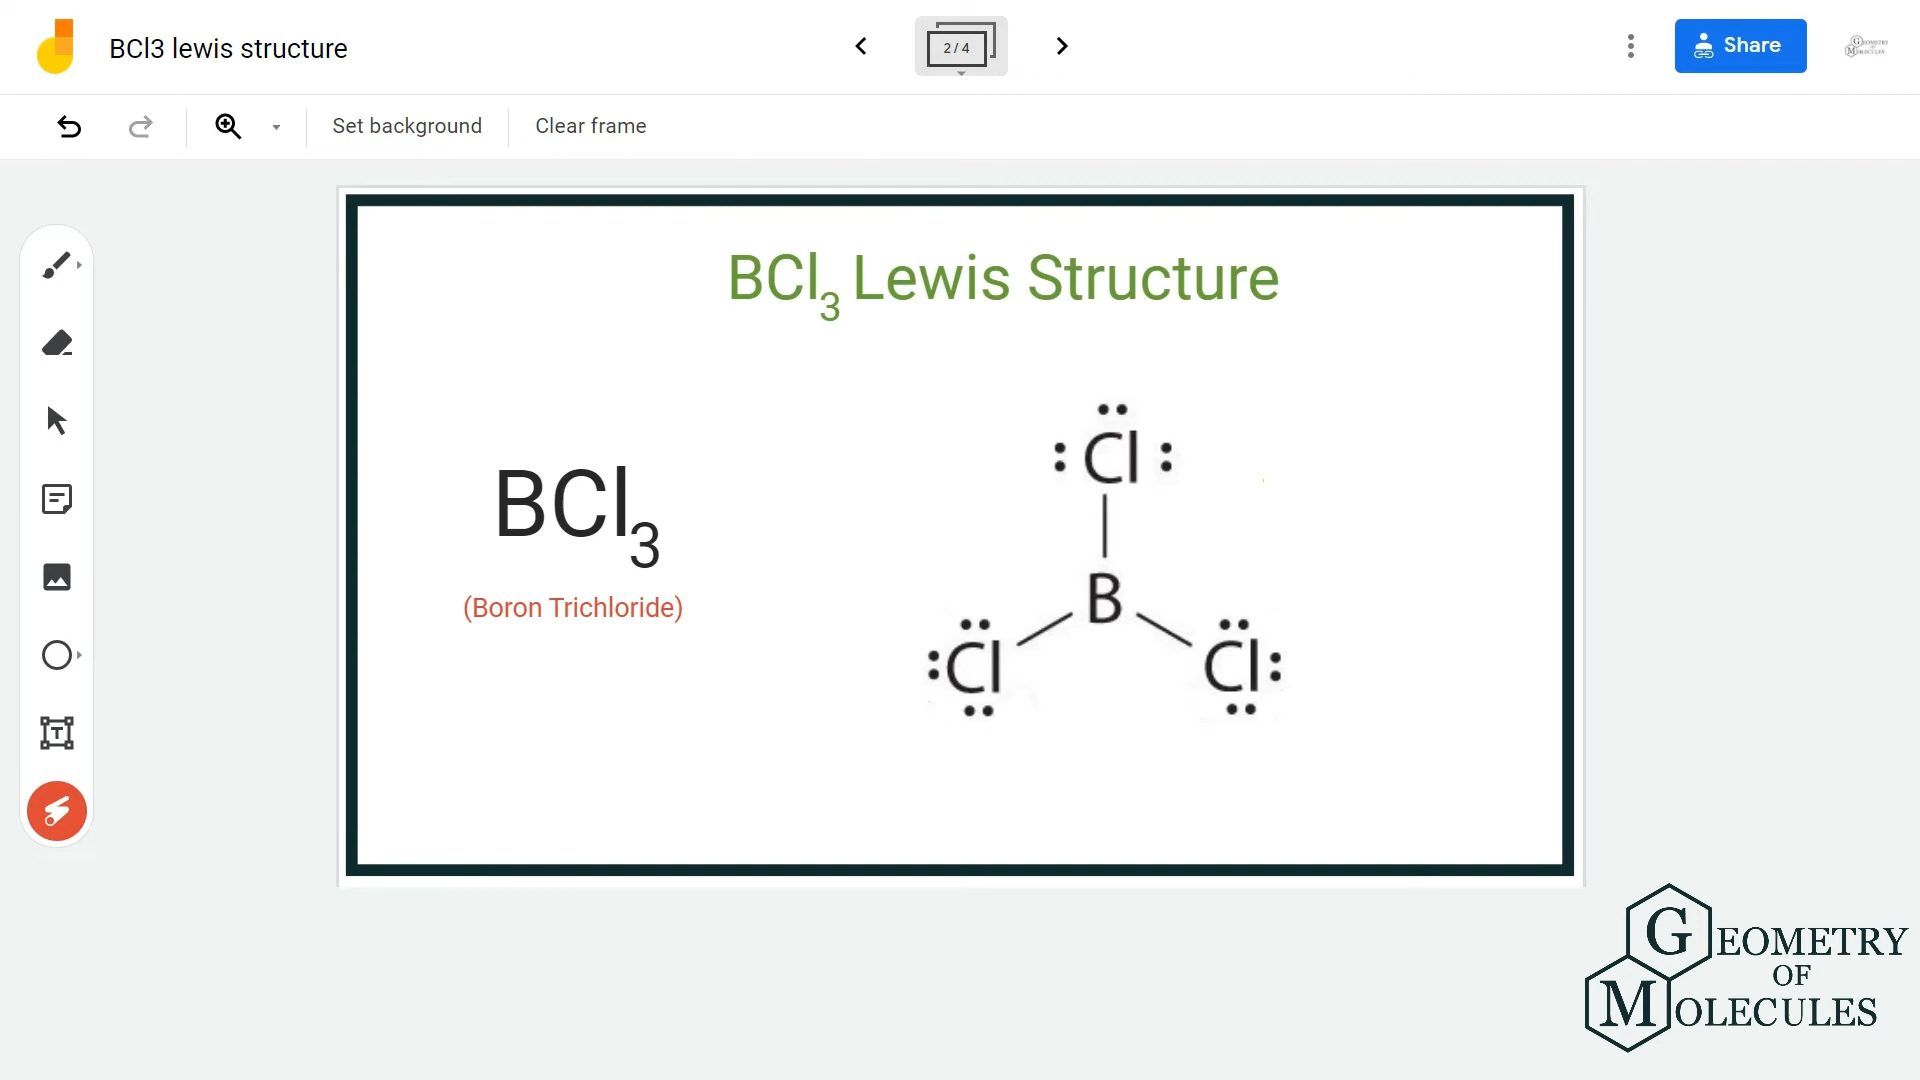 BCl3 lewis structure
2 / 4
Share
Set background
Clear frame
BCl₃ Lewis Structure
Cl
BCl₃
B
(Boron Trichloride)
Cl
Cl
GEOMETRY
OF
MOLECULES